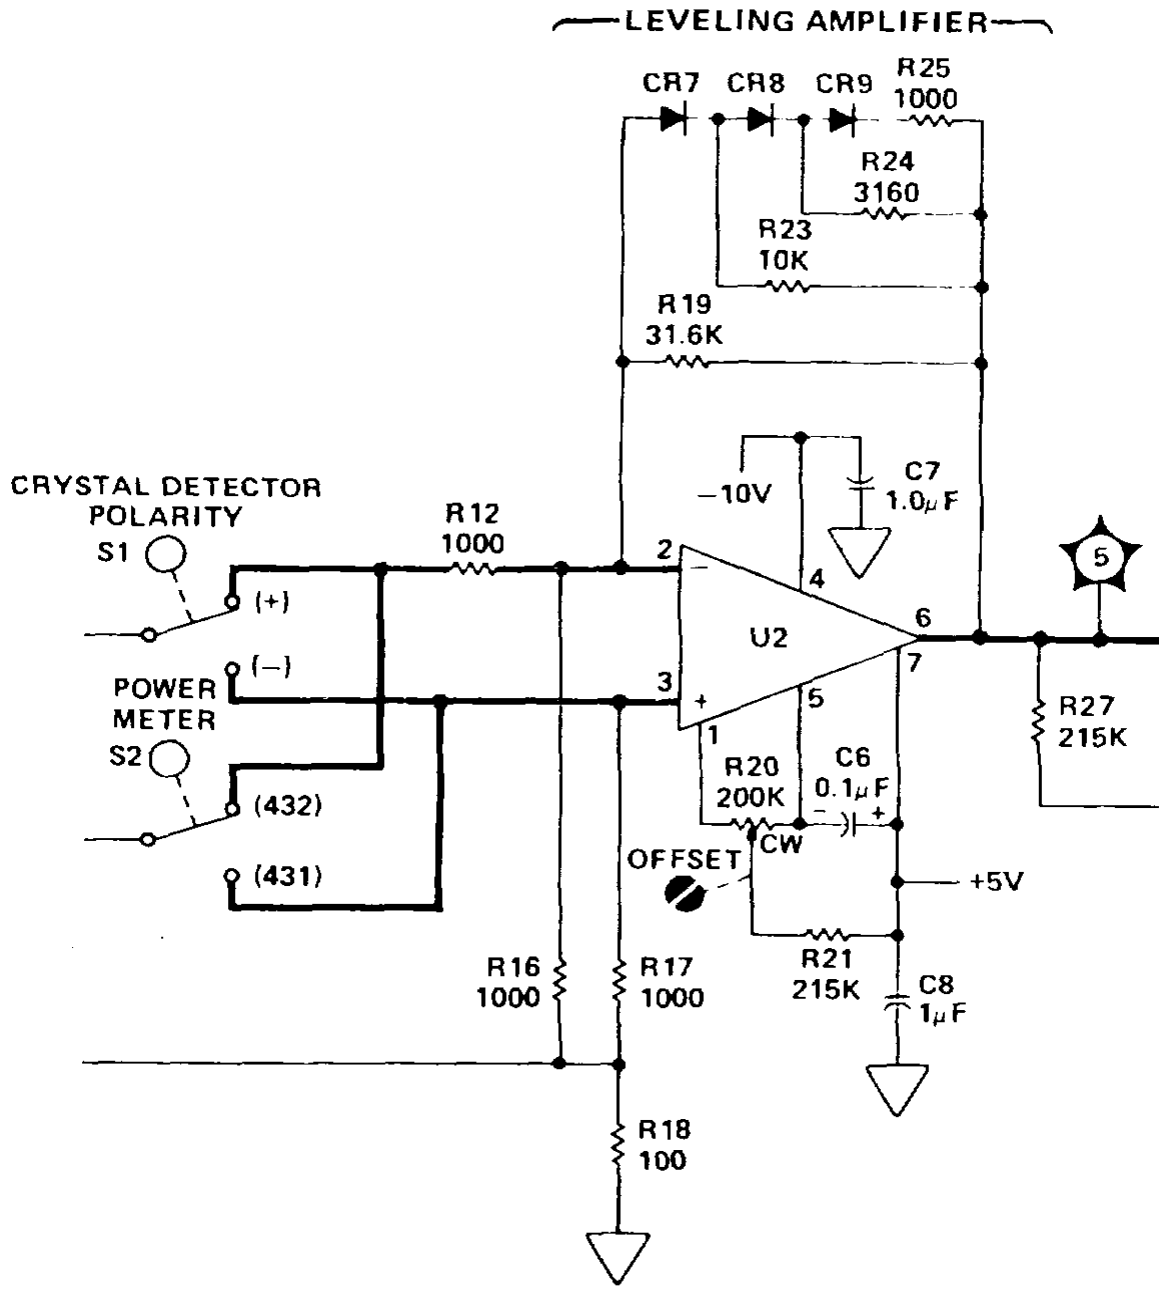 LEVELING AMPLIFIER
CR7 CR8 CR9 R25
1000
R24
3160
R23
10K
R19
31.6K
-10V
C7
1.0µF
CRYSTAL DETECTOR
POLARITY
S1
(+)
(−)
R12
1000
2
−
4
U2
6
7
3
+
5
1
5
POWER
METER
S2
(432)
(431)
R20
200K
C6
0.1µF
− +
CW
OFFSET
+5V
R27
215K
R21
215K
C8
1µF
R16
1000
R17
1000
R18
100